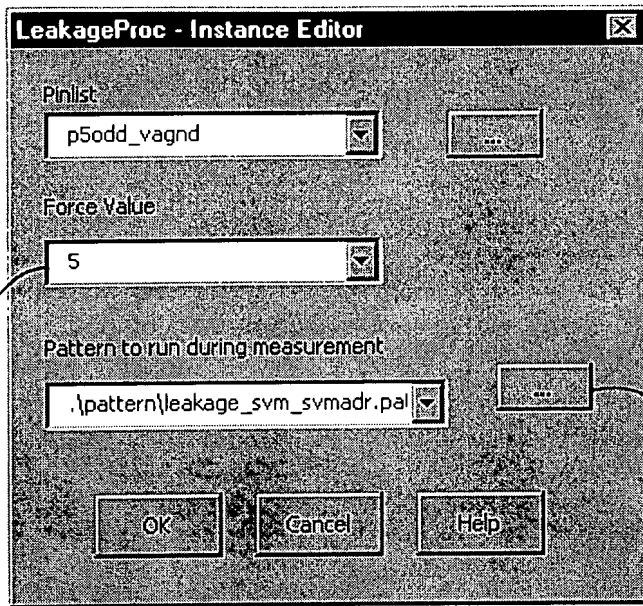 LeakageProc - Instance Editor
Pinlist
p5odd_vagnd
...
Force Value
5
Pattern to run during measurement
.\pattern\leakage_svm_svmadr.pat
...
OK
Cancel
Help